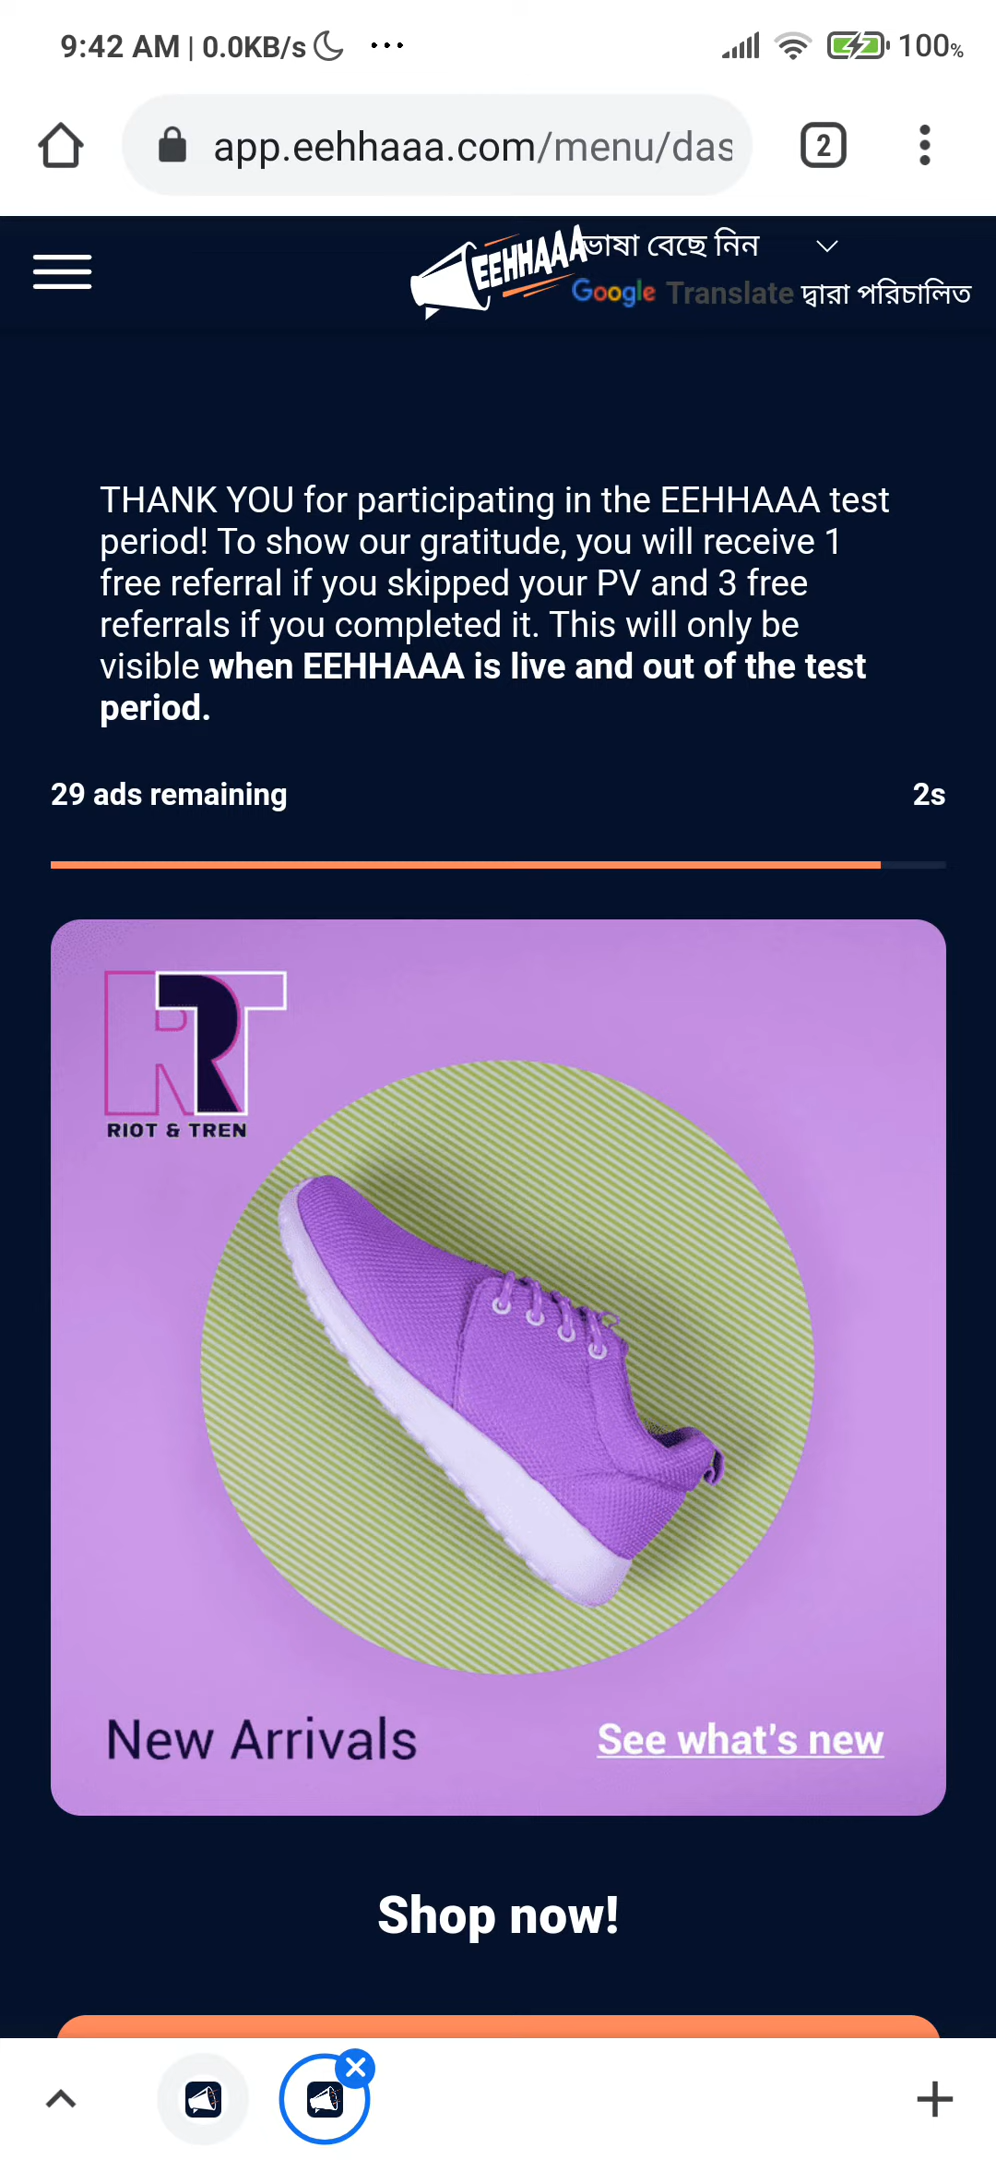 9:42 AM | 0.0KB/s ... 100%
app.eehhaaa.com/menu/das
2
EEHHAAA
ভাষা বেছে নিন
Google Translate দ্বারা পরিচালিত
THANK YOU for participating in the EEHHAAA test
period! To show our gratitude, you will receive 1
free referral if you skipped your PV and 3 free
referrals if you completed it. This will only be
visible when EEHHAAA is live and out of the test
period.
29 ads remaining 2s
RT
RIOT & TREN
New Arrivals See what's new
Shop now!